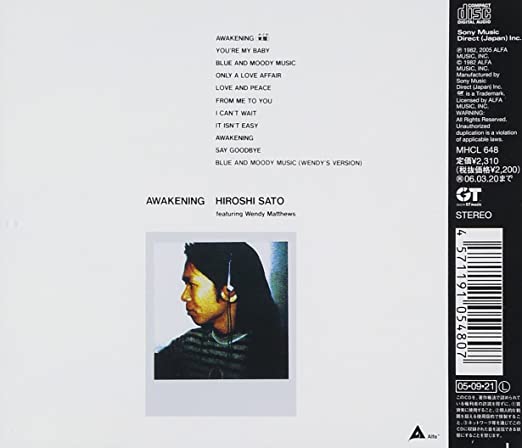 AWAKENING
YOU'RE MY BABY
BLUE AND MOODY MUSIC
ONLY A LOVE AFFAIR
LOVE AND PEACE
FROM ME TO YOU
I CAN'T WAIT
IT ISN'T EASY
AWAKENING
SAY GOODBYE
BLUE AND MOODY MUSIC (WENDY'S VERSION)
AWAKENING HIROSHI SATO
featuring Wendy Matthews
Alfa
COMPACT
disc
DIGITAL AUDIO
Sony Music
Direct (Japan) Inc.
℗ 1982, 2005 ALFA
MUSIC, INC.
© 1982 ALFA
MUSIC, INC.
Manufactured by
Sony Music
Direct (Japan) Inc.
GT is a Trademark.
Licensed by ALFA
MUSIC, INC.
WARNING:
All Rights Reserved.
Unauthorized
duplication is a
violation of
applicable laws.
MHCL 648
定価¥2,310
(税抜価格¥2,200)
06.03.20まで
GT
GT music
STEREO
4571191054807
05・09・21 L